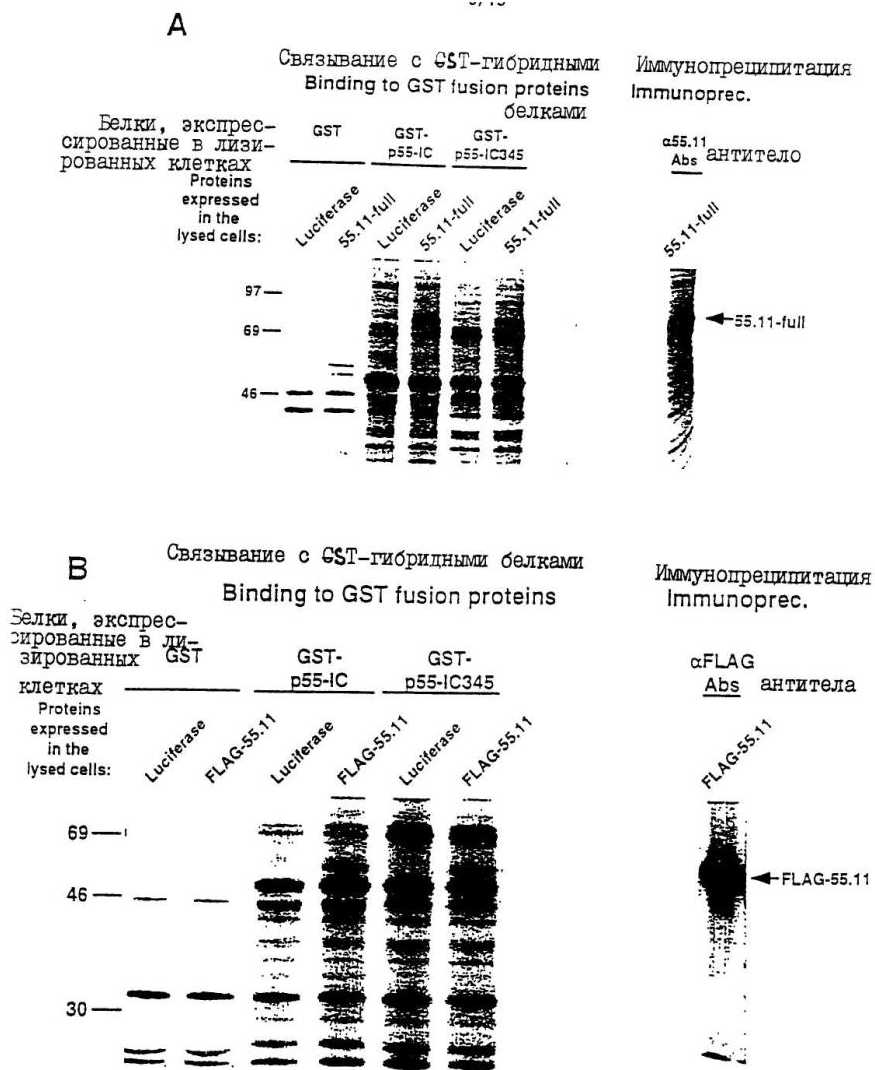 A
Связывание с GST-гибридными
Binding to GST fusion proteins
белками
Иммунопреципитация
Immunoprec.
Белки, экспрес-
сированные в лизи-
рованных клетках
Proteins
expressed
in the
lysed cells:
GST
GST-
p55-IC
GST-
p55-IC345
α55.11
Abs
антитело
Luciferase
55.11-full
Luciferase
55.11-full
Luciferase
55.11-full
55.11-full
97
69
46
55.11-full
B
Связывание с GST-гибридными белками
Binding to GST fusion proteins
Иммунопреципитация
Immunoprec.
Белки, экспрес-
сированные в ли-
зированных
клетках
Proteins
expressed
in the
lysed cells:
GST
GST-
p55-IC
GST-
p55-IC345
αFLAG
Abs
антитела
Luciferase
FLAG-55.11
Luciferase
FLAG-55.11
Luciferase
FLAG-55.11
FLAG-55.11
69
46
30
FLAG-55.11